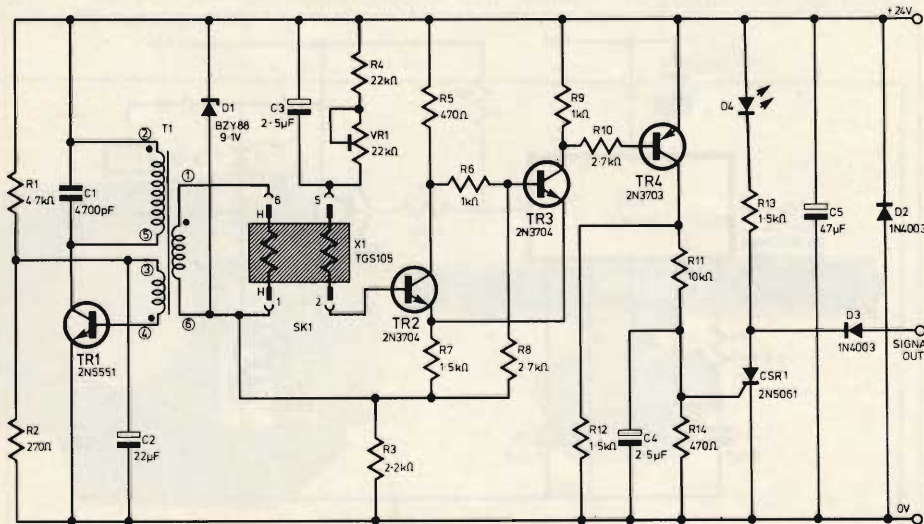 +24V
R4
22kΩ
D1
BZY88
9·1V
C3
2·5µF
VR1
22kΩ
R5
470Ω
R9
1kΩ
R10
2·7kΩ
TR4
2N3703
D4
②
T1
①
C1
4700pF
R1
4·7kΩ
⑤
③
④
⑥
R6
1kΩ
TR3
2N3704
6
5
H
X1
TGS105
H
1
2
SK1
TR2
2N3704
R13
1·5kΩ
C5
47µF
D2
1N4003
R11
10kΩ
D3
1N4003
SIGNA
OUT
TR1
2N5551
R7
1·5kΩ
R8
2·7kΩ
CSR1
2N5061
R2
270Ω
C2
22µF
R3
2·2kΩ
R12
1·5kΩ
C4
2·5µF
R14
470Ω
0V